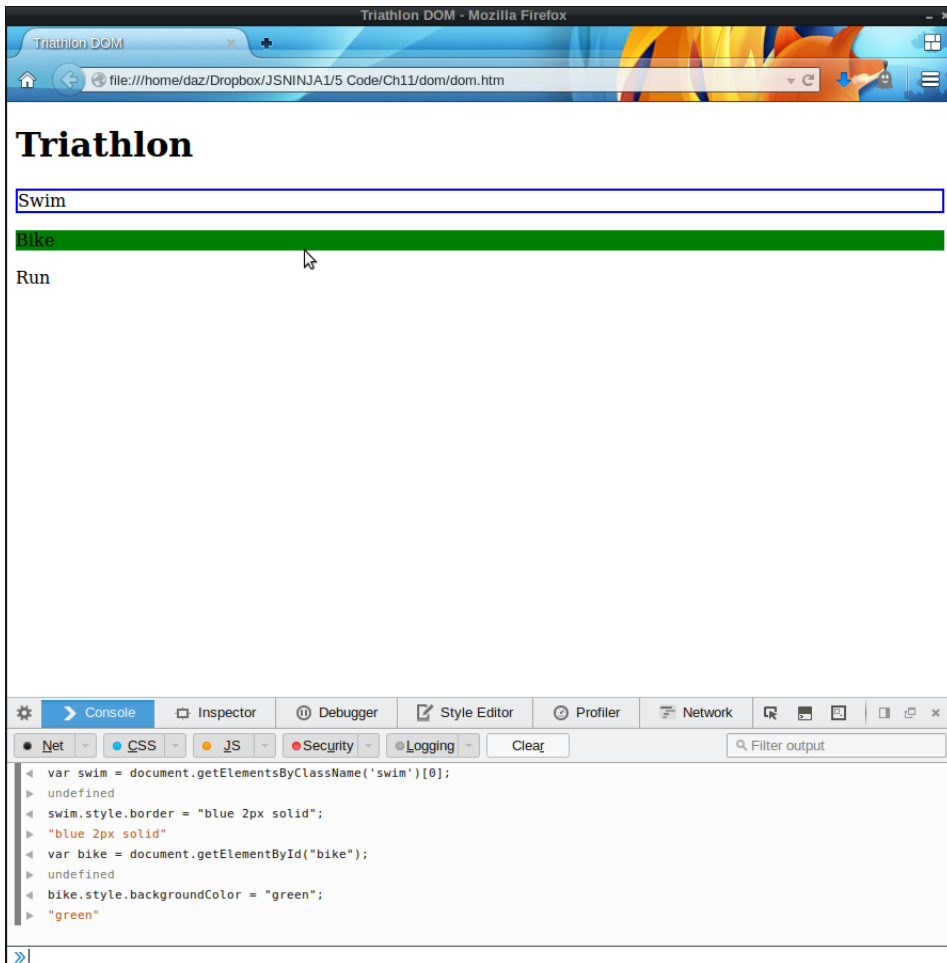 Triathlon DOM - Mozilla Firefox
Triathlon DOM
file:///home/daz/Dropbox/JSNINJA1/5 Code/Ch11/dom/dom.htm
Triathlon
Swim
Bike
Run
Console Inspector Debugger Style Editor Profiler Network
Net CSS JS Security Logging Clear Filter output
var swim = document.getElementsByClassName('swim')[0];
undefined
swim.style.border = "blue 2px solid";
"blue 2px solid"
var bike = document.getElementById("bike");
undefined
bike.style.backgroundColor = "green";
"green"